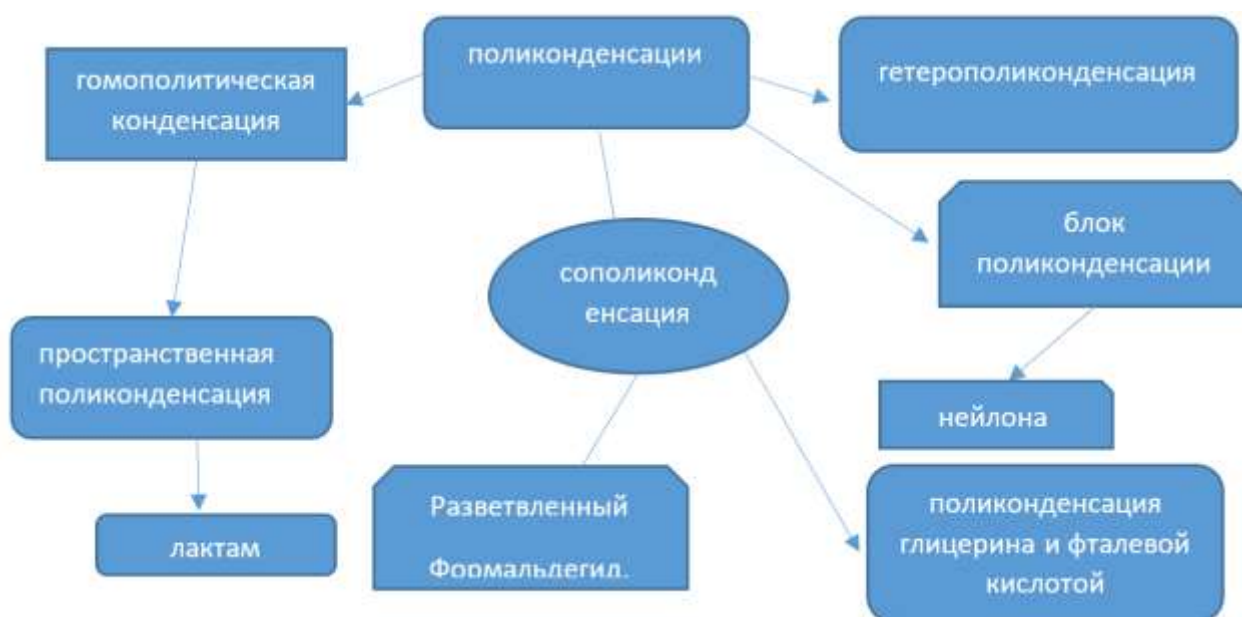 поликонденсации
гомополитическая
конденсация
гетерополиконденсация
блок
поликонденсации
сополиконд
енсация
пространственная
поликонденсация
нейлона
Разветвленный
Формальдегид.
поликонденсация
глицерина и фталевой
кислотой
лактам